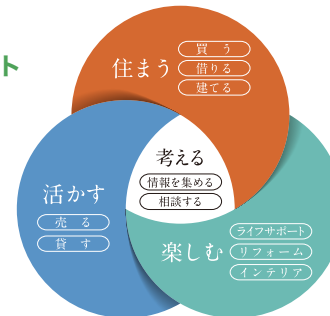 ト
住まう
買う
借りる
建てる
考える
情報を集める
相談する
活かす
売る
貸す
楽しむ
ライフサポート
リフォーム
インテリア